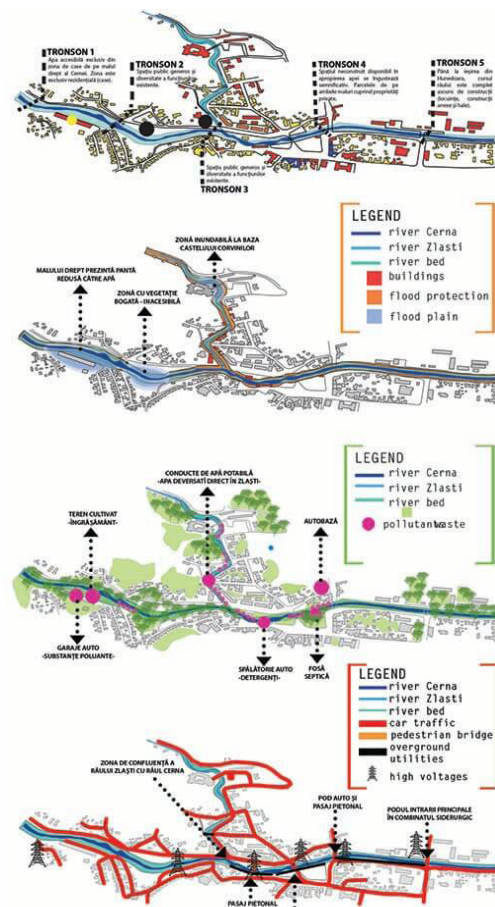 TRONSON 1
Apa accesibilă exclusiv din
zona de case de pe malul
drept al Cernei. Zona este
exclusiv rezidențială (case).
TRONSON 2
Spațiu public generos și
diversitate a funcțiunilor
existente.
TRONSON 4
Spațiul neconstruit disponibil în
apropierea apei se îngustează
semnificativ. Parcelele de pe
ambele maluri cuprind proprietăți
private.
TRONSON 5
Până la ieșirea din
Hunedoara, cursul
râului este complet
ascuns de construcții
(locuințe, construcții
anexe și hale).
Spațiu public generos și
diversitate a funcțiunilor
existente.
TRONSON 3
LEGEND
river Cerna
river Zlasti
river bed
buildings
flood protection
flood plain
ZONĂ INUNDABILĂ LA BAZA
CASTELULUI CORVINILOR
MALULUI DREPT PREZINTĂ PANTĂ
REDUSĂ CĂTRE APĂ
ZONĂ CU VEGETAȚIE
BOGATĂ - INACESIBILĂ
LEGEND
river Cerna
river Zlasti
river bed
pollutantwaste
CONDUCTE DE APĂ POTABILĂ
-APA DEVERSATĂ DIRECT ÎN ZLAȘTI-
TEREN CULTIVAT
-ÎNGRĂȘĂMÂNT-
AUTOBAZĂ
GARAJE AUTO
-SUBSTANȚE POLUANTE-
SPĂLĂTORIE AUTO
-DETERGENȚI-
FOSĂ
SEPTICĂ
LEGEND
river Cerna
river Zlasti
river bed
car traffic
pedestrian bridge
overground
utilities
high voltages
ZONA DE CONFLUENȚĂ A
RÂULUI ZLAȘTI CU RÂUL CERNA
POD AUTO ȘI
PASAJ PIETONAL
PODUL INTRARII PRINCIPALE
ÎN COMBINATUL SIDERURGIC
PASAJ PIETONAL